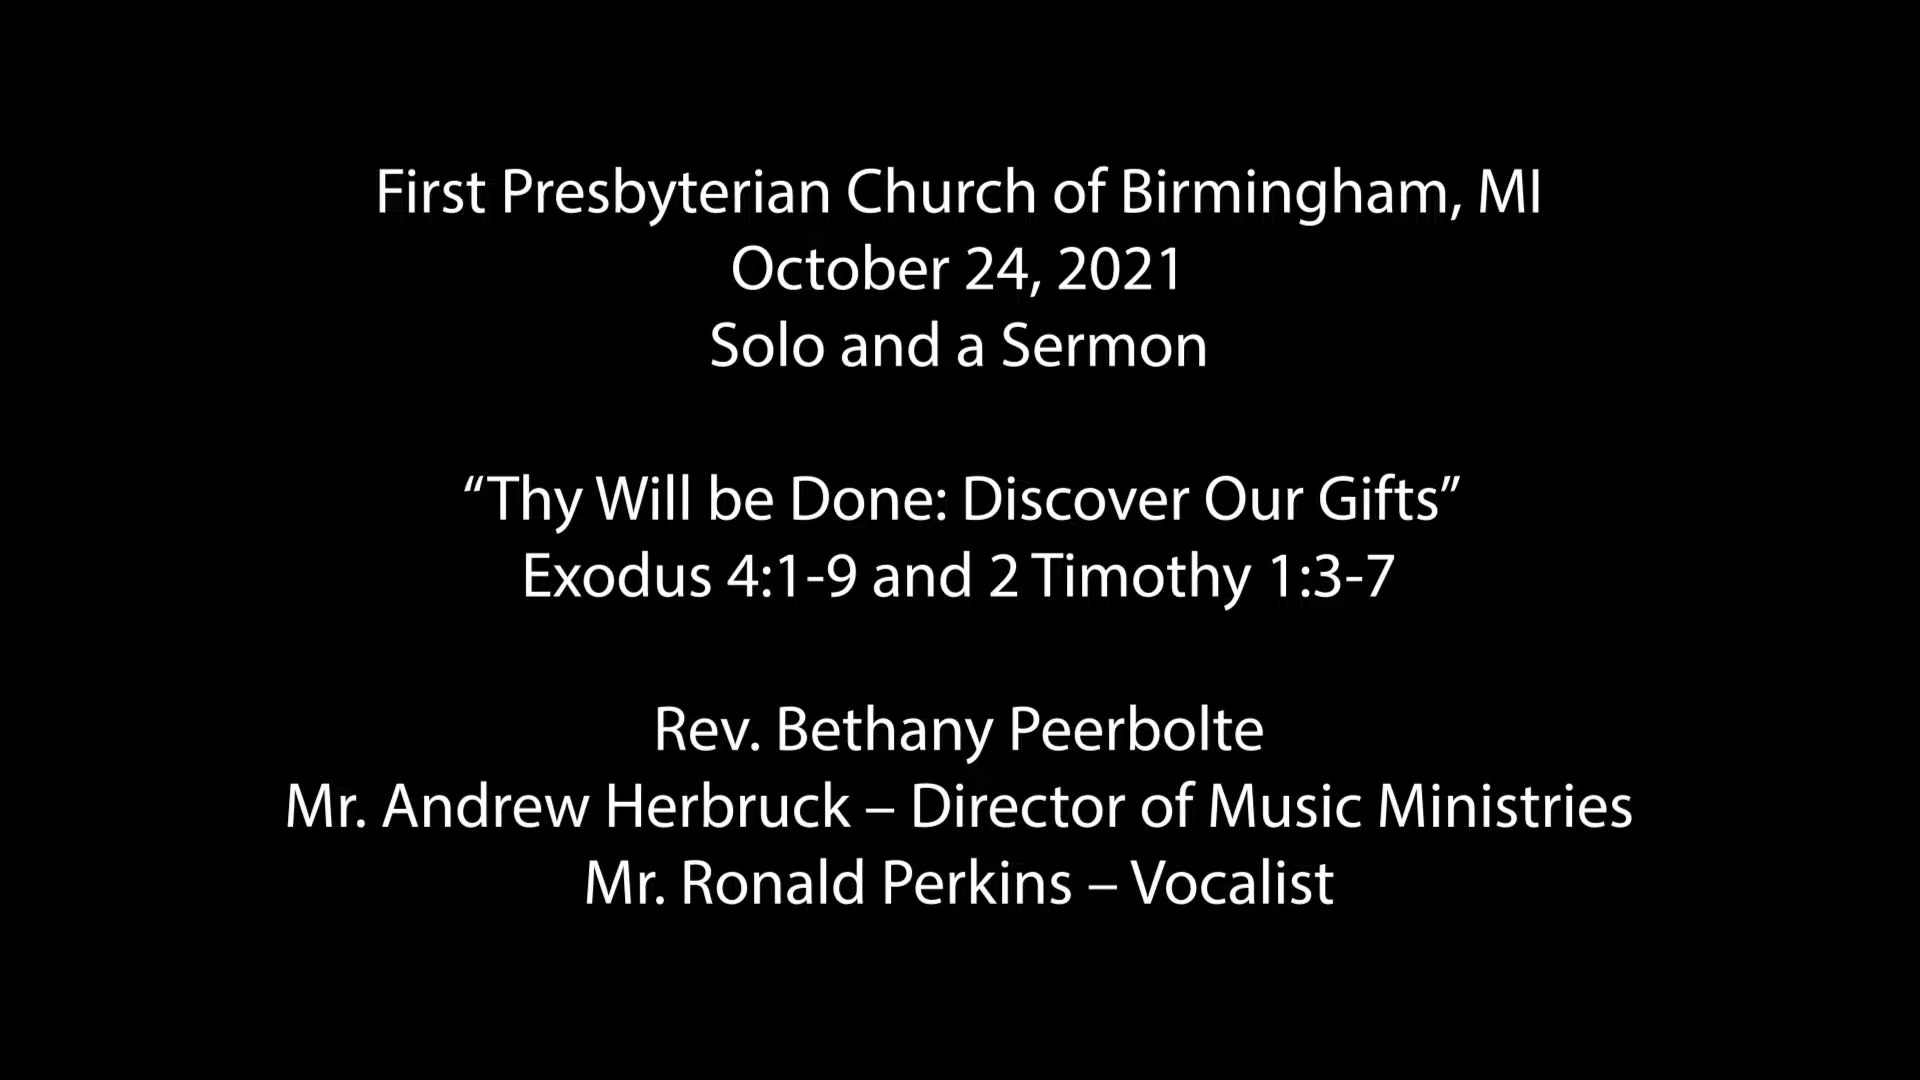 First Presbyterian Church of Birmingham, MI
October 24, 2021
Solo and a Sermon
“Thy Will be Done: Discover Our Gifts”
Exodus 4:1-9 and 2 Timothy 1:3-7
Rev. Bethany Peerbolte
Mr. Andrew Herbruck – Director of Music Ministries
Mr. Ronald Perkins – Vocalist